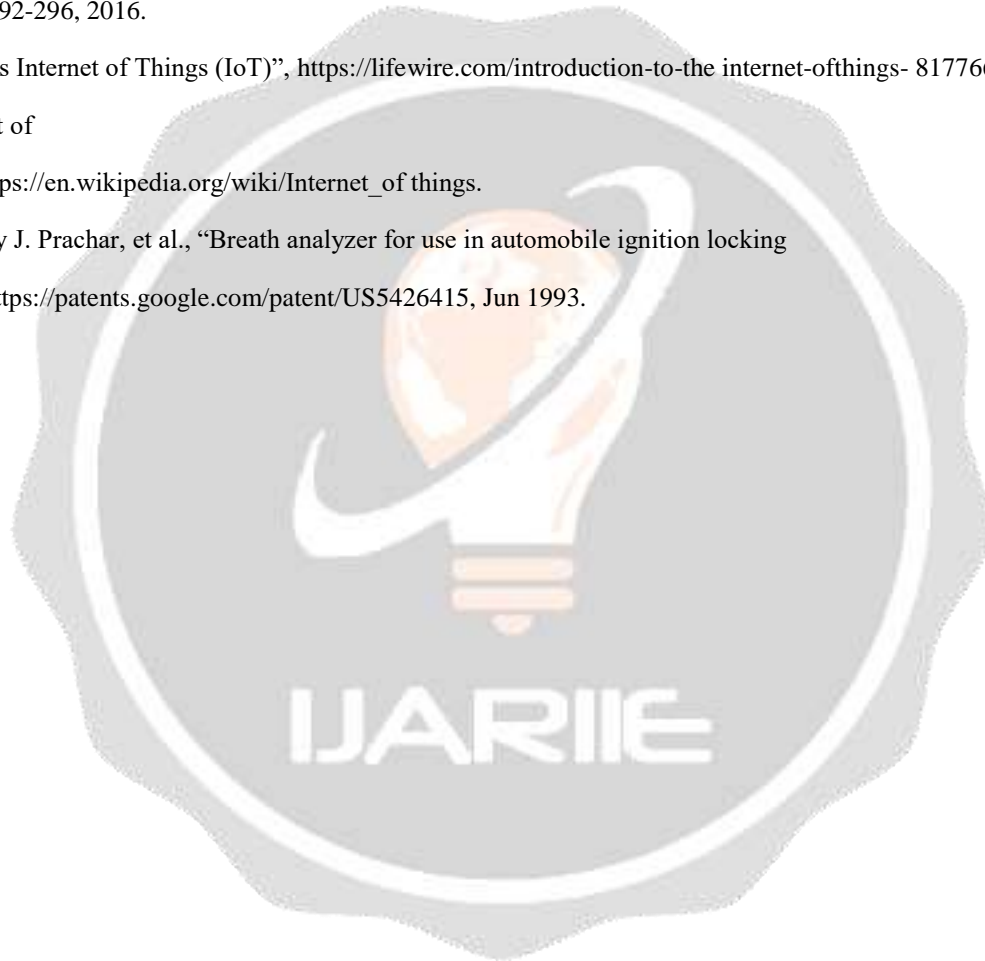 92-296, 2016.
s Internet of Things (IoT)”, https://lifewire.com/introduction-to-the internet-ofthings- 817766
t of
ps://en.wikipedia.org/wiki/Internet_of things.
y J. Prachar, et al., “Breath analyzer for use in automobile ignition locking
ttps://patents.google.com/patent/US5426415, Jun 1993.
IJARIIE